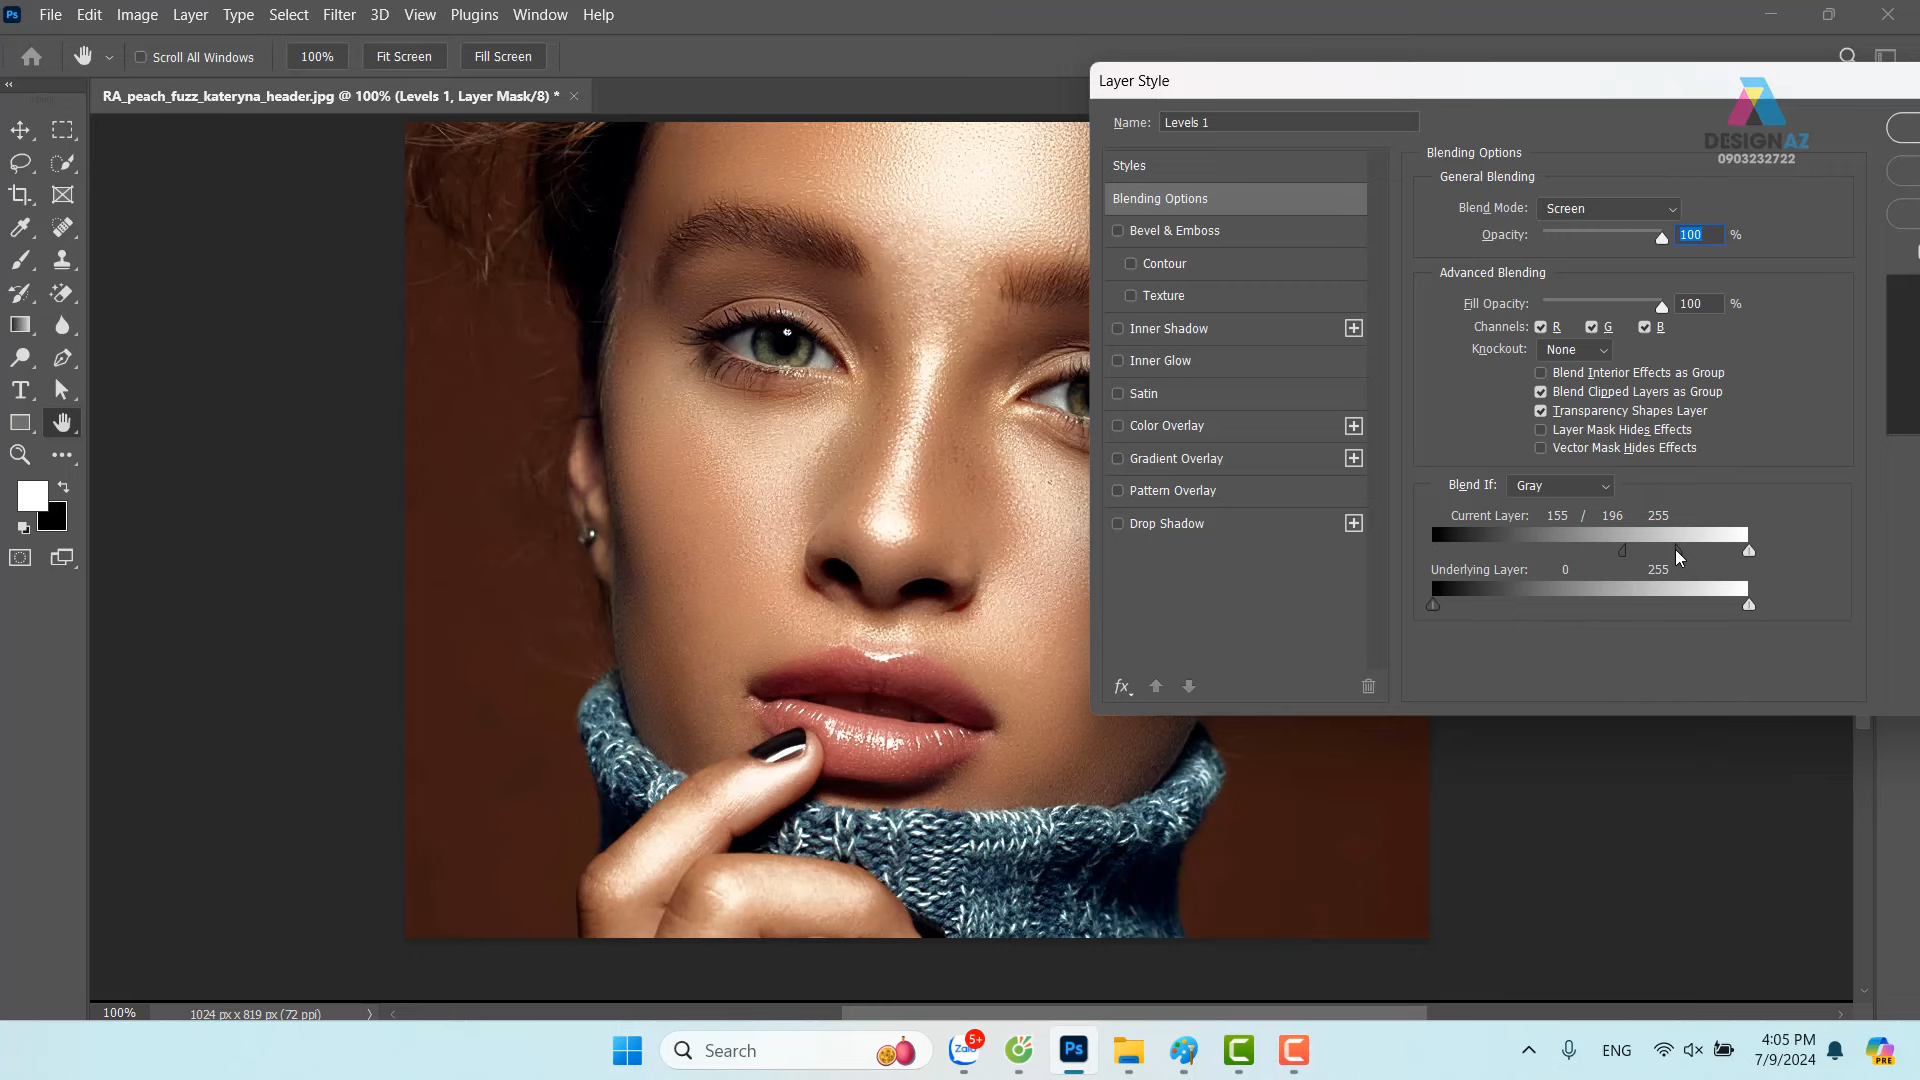 Ps File Edit Image Layer Type Select Filter 3D View Plugins Window Help
Scroll All Windows 100% Fit Screen Fill Screen
RA_peach_fuzz_kateryna_header.jpg @ 100% (Levels 1, Layer Mask/8) *
Layer Style
DESIGNAZ
0903232722
Name: Levels 1
Styles
Blending Options
Bevel & Emboss
Contour
Texture
Inner Shadow
Inner Glow
Satin
Color Overlay
Gradient Overlay
Pattern Overlay
Drop Shadow
fx
Blending Options
General Blending
Blend Mode: Screen
Opacity: 100 %
Advanced Blending
Fill Opacity: 100 %
Channels: R G B
Knockout: None
Blend Interior Effects as Group
Blend Clipped Layers as Group
Transparency Shapes Layer
Layer Mask Hides Effects
Vector Mask Hides Effects
Blend If: Gray
Current Layer: 155 / 196 255
Underlying Layer: 0 255
100% 1024 px x 819 px (72 ppi)
Search
Zalo
5+
Ps
ENG
4:05 PM
7/9/2024
PRE